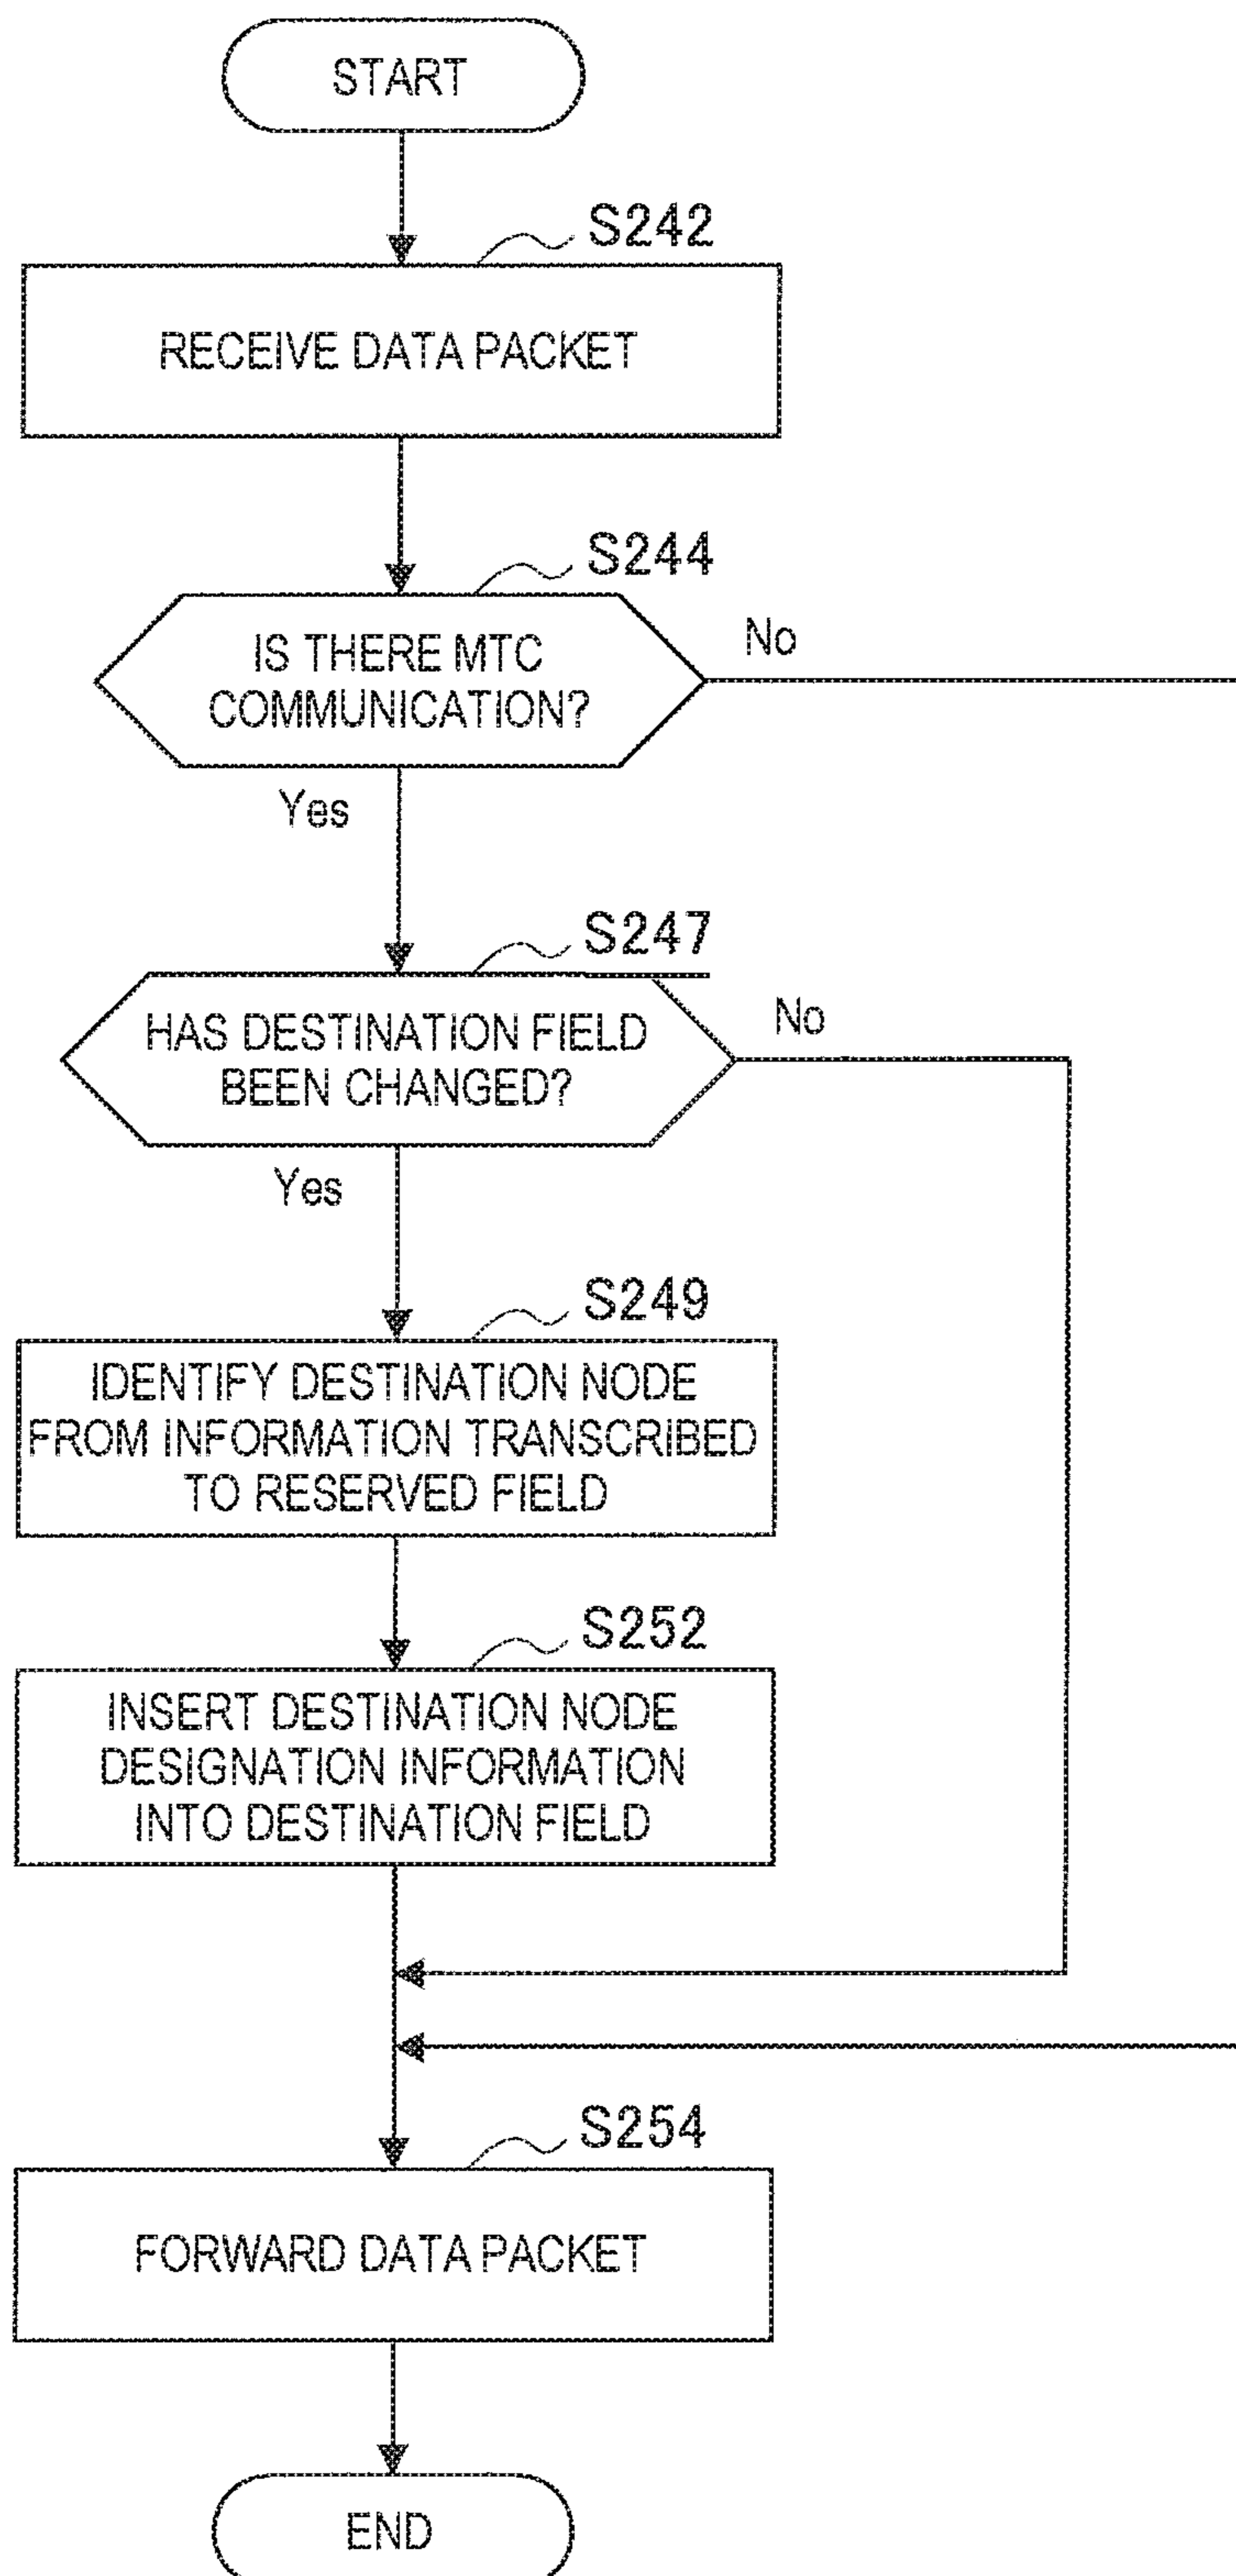 START
S242
RECEIVE DATA PACKET
S244
IS THERE MTC
COMMUNICATION?
No
Yes
S247
HAS DESTINATION FIELD
BEEN CHANGED?
No
Yes
S249
IDENTIFY DESTINATION NODE
FROM INFORMATION TRANSCRIBED
TO RESERVED FIELD
S252
INSERT DESTINATION NODE
DESIGNATION INFORMATION
INTO DESTINATION FIELD
S254
FORWARD DATA PACKET
END